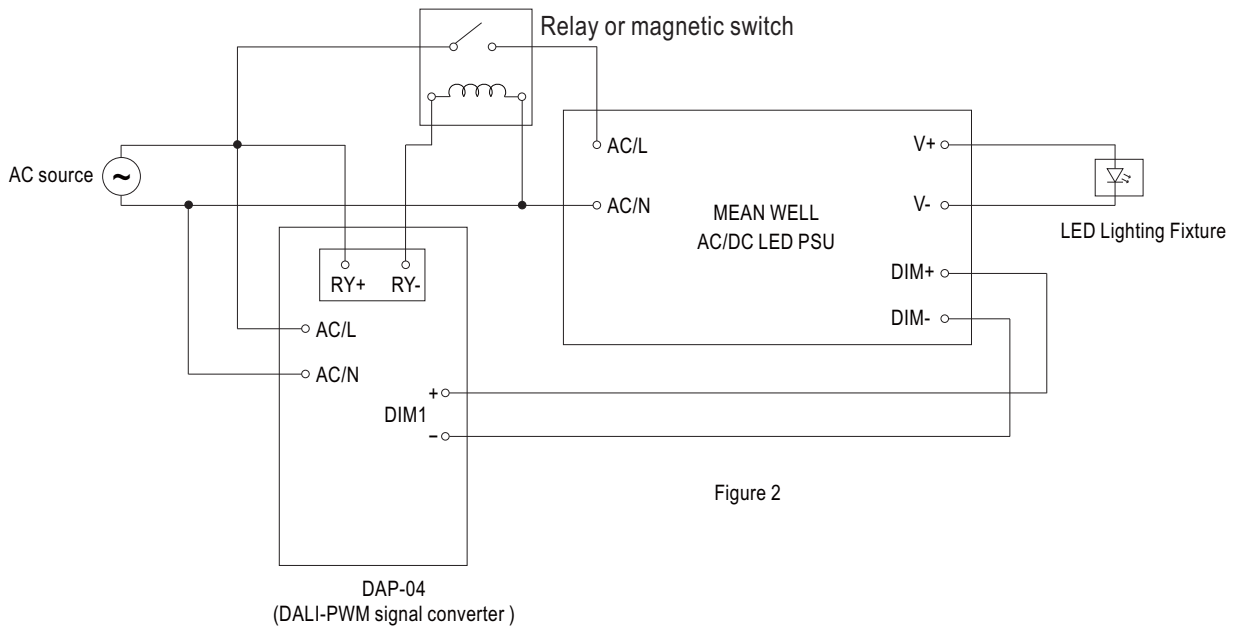 Relay or magnetic switch
AC source
~
AC/L
V+
AC/N
V-
MEAN WELL
AC/DC LED PSU
LED Lighting Fixture
DIM+
DIM-
RY+ RY-
AC/L
AC/N
+
DIM1
−
Figure 2
DAP-04
(DALI-PWM signal converter )